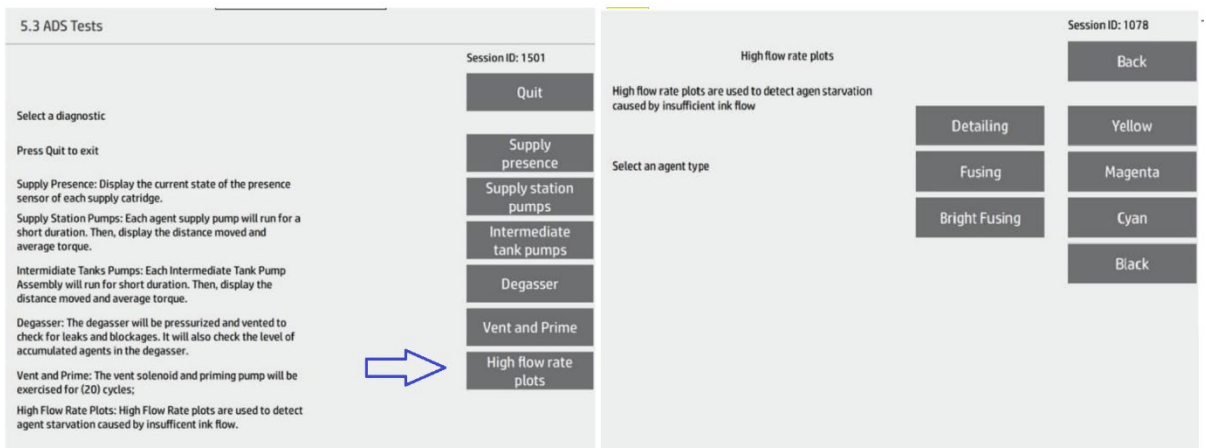 5.3 ADS Tests
Session ID: 1501
Quit
Select a diagnostic
Press Quit to exit
Supply
presence
Supply Presence: Display the current state of the presence
sensor of each supply catridge.
Supply station
pumps
Supply Station Pumps: Each agent supply pump will run for a
short duration. Then, display the distance moved and
average torque.
Intermediate
tank pumps
Intermidiate Tanks Pumps: Each Intermediate Tank Pump
Assembly will run for short duration. Then, display the
distance moved and average torque.
Degasser
Degasser: The degasser will be pressurized and vented to
check for leaks and blockages. It will also check the level of
accumulated agents in the degasser.
Vent and Prime
Vent and Prime: The vent solenoid and priming pump will be
exercised for (20) cycles;
High flow rate
plots
High Flow Rate Plots: High Flow Rate plots are used to detect
agent starvation caused by insufficent ink flow.
Session ID: 1078
High flow rate plots
Back
High flow rate plots are used to detect agen starvation
caused by insufficient ink flow
Detailing
Yellow
Select an agent type
Fusing
Magenta
Bright Fusing
Cyan
Black